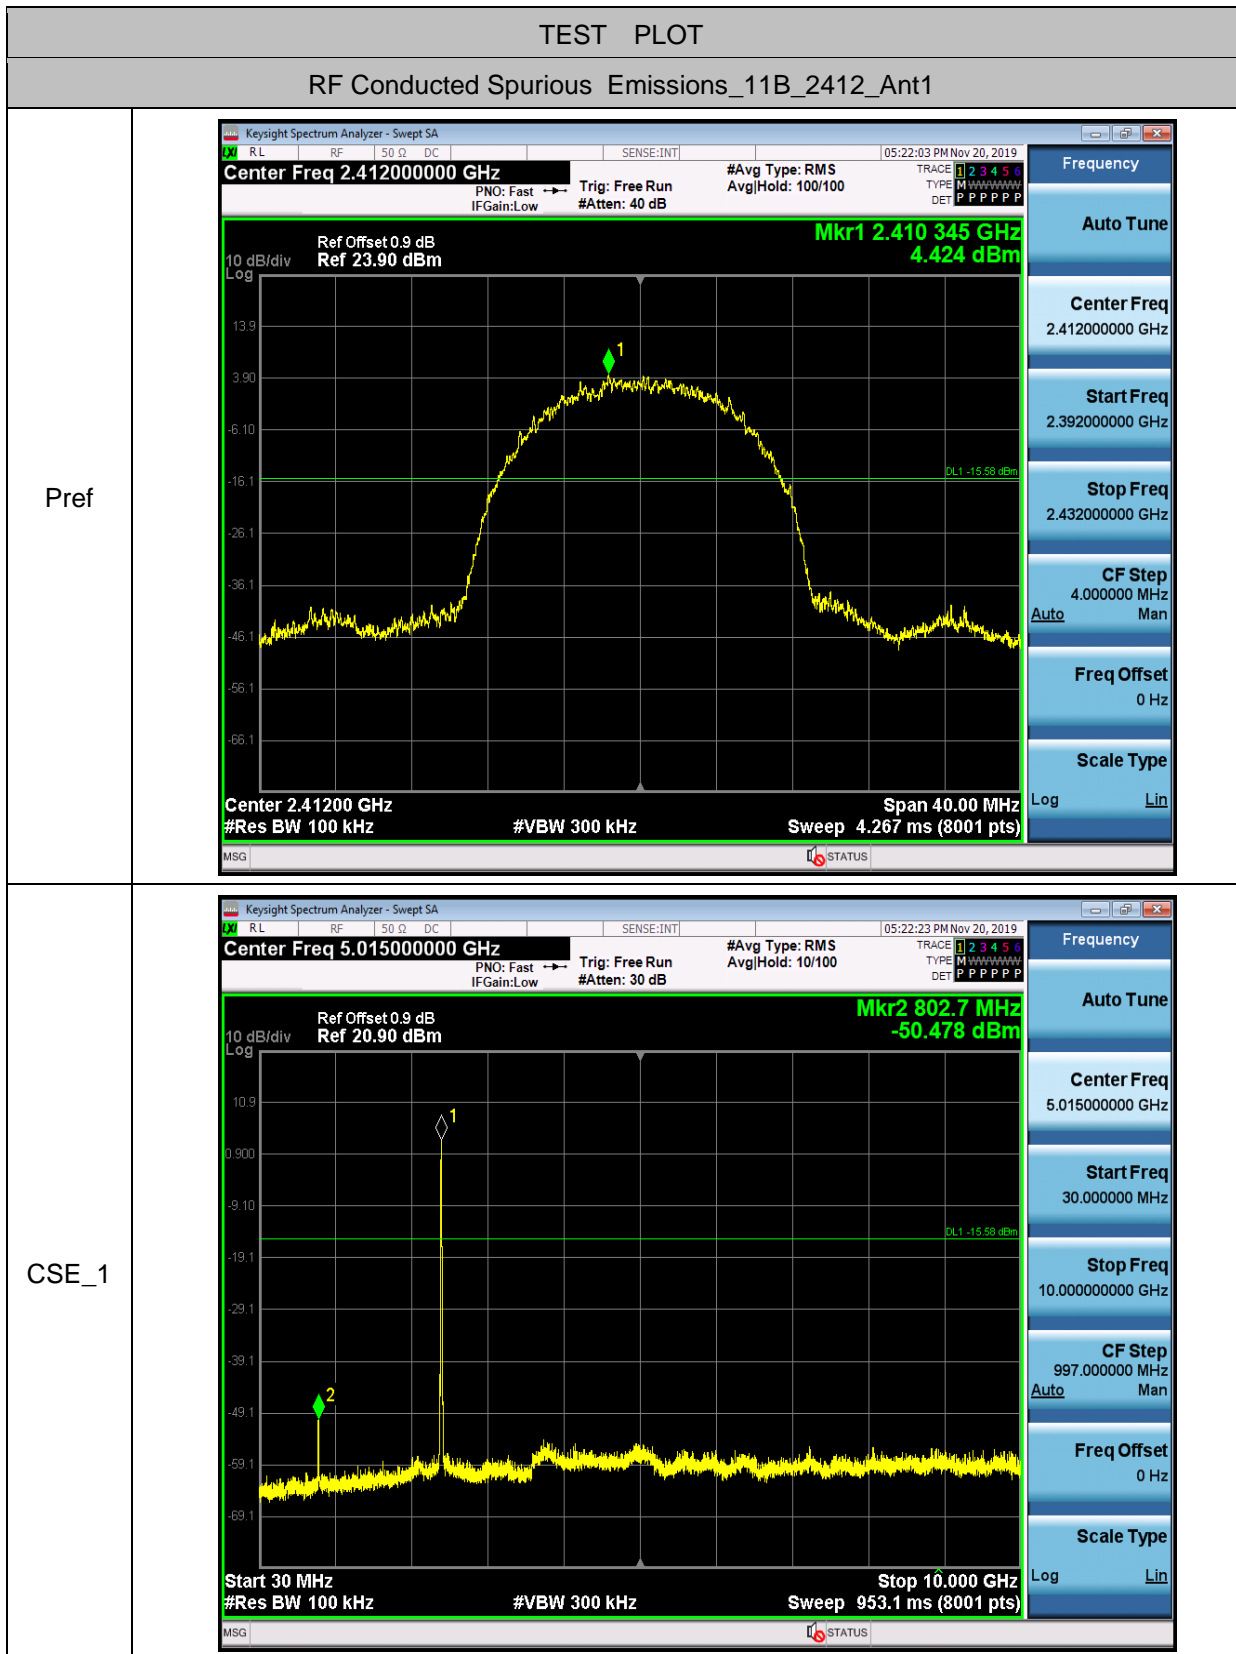 TEST PLOT
RF Conducted Spurious Emissions_11B_2412_Ant1
Pref
Keysight Spectrum Analyzer - Swept SA
LXI RL RF 50 Ω DC SENSE:INT 05:22:03 PM Nov 20, 2019
Center Freq 2.412000000 GHz
PNO: Fast
IFGain:Low
Trig: Free Run
#Atten: 40 dB
#Avg Type: RMS
Avg|Hold: 100/100
TRACE 1 2 3 4 5 6
TYPE M WWWWW
DET P P P P P P
Mkr1 2.410 345 GHz
4.424 dBm
Ref Offset 0.9 dB
10 dB/div Ref 23.90 dBm
Log
13.9
3.90
-6.10
-16.1
-26.1
-36.1
-46.1
-56.1
-66.1
1
DL1 -15.58 dBm
Center 2.41200 GHz Span 40.00 MHz
#Res BW 100 kHz #VBW 300 kHz Sweep 4.267 ms (8001 pts)
MSG STATUS
Frequency
Auto Tune
Center Freq
2.412000000 GHz
Start Freq
2.392000000 GHz
Stop Freq
2.432000000 GHz
CF Step
4.000000 MHz
Auto Man
Freq Offset
0 Hz
Scale Type
Log Lin
CSE_1
Keysight Spectrum Analyzer - Swept SA
LXI RL RF 50 Ω DC SENSE:INT 05:22:23 PM Nov 20, 2019
Center Freq 5.015000000 GHz
PNO: Fast
IFGain:Low
Trig: Free Run
#Atten: 30 dB
#Avg Type: RMS
Avg|Hold: 10/100
TRACE 1 2 3 4 5 6
TYPE M WWWWW
DET P P P P P P
Mkr2 802.7 MHz
-50.478 dBm
Ref Offset 0.9 dB
10 dB/div Ref 20.90 dBm
Log
10.9
0.900
-9.10
-19.1
-29.1
-39.1
-49.1
-59.1
-69.1
1
2
DL1 -15.58 dBm
Start 30 MHz Stop 10.000 GHz
#Res BW 100 kHz #VBW 300 kHz Sweep 953.1 ms (8001 pts)
MSG STATUS
Frequency
Auto Tune
Center Freq
5.015000000 GHz
Start Freq
30.000000 MHz
Stop Freq
10.000000000 GHz
CF Step
997.000000 MHz
Auto Man
Freq Offset
0 Hz
Scale Type
Log Lin